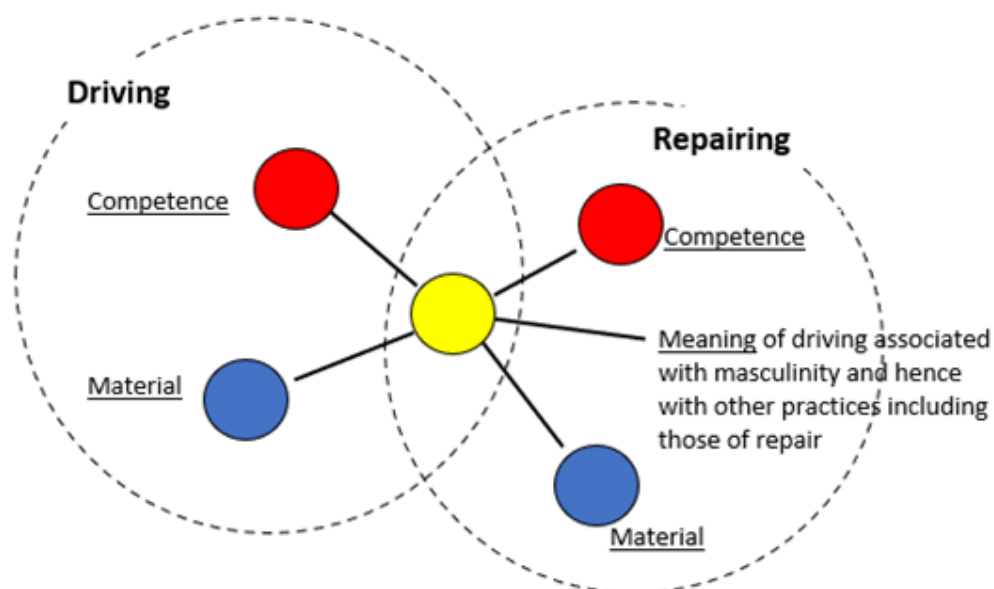 Driving
Repairing
Competence
Competence
Meaning of driving associated
with masculinity and hence
with other practices including
those of repair
Material
Material